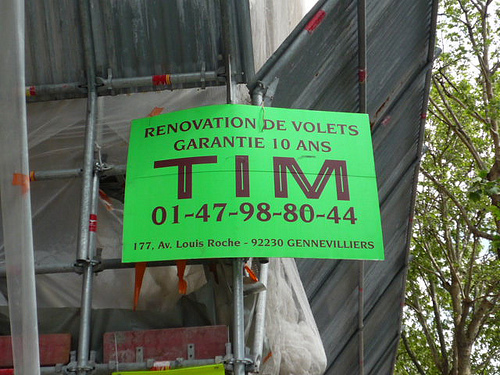 RENOVATION DE VOLETS
GARANTIE 10 ANS
TIM
01-47-98-80-44
177, Av. Louis Roche - 92230 GENNEVILLIERS